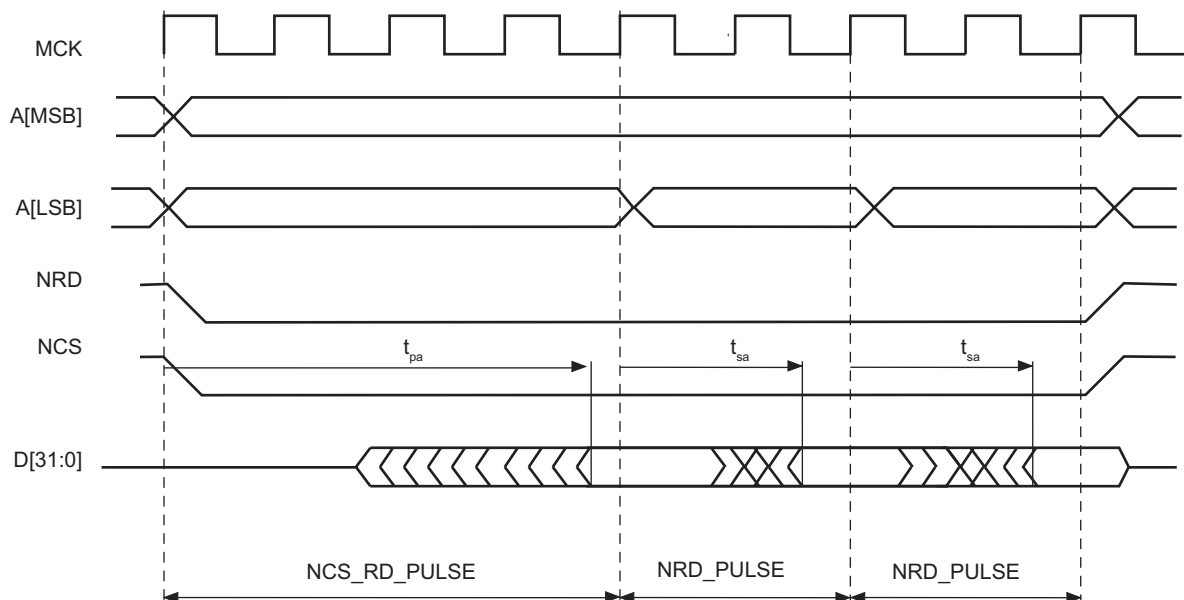 MCK
A[MSB]
A[LSB]
NRD
NCS
tpa
tsa
tsa
D[31:0]
NCS_RD_PULSE
NRD_PULSE
NRD_PULSE